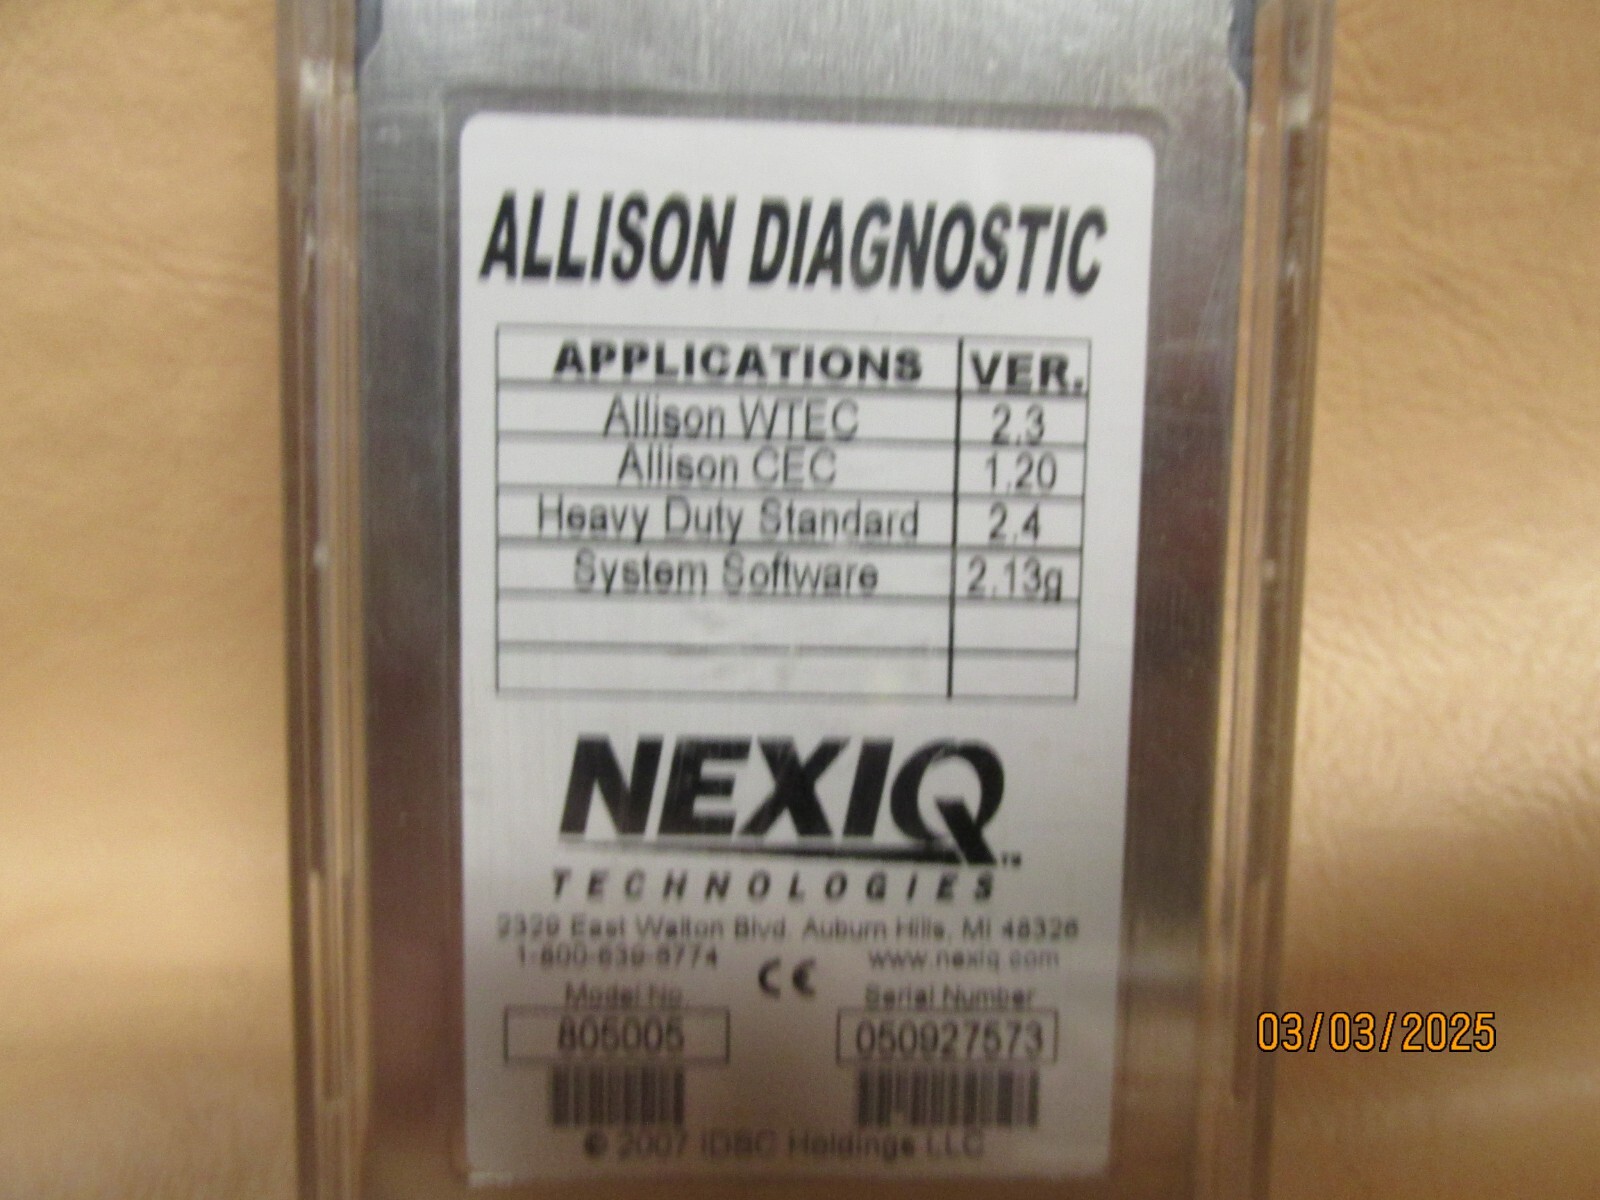 ALLISON DIAGNOSTIC
APPLICATIONS VER.
Allison WTEC 2.3
Allison CEC 1.20
Heavy Duty Standard 2.4
System Software 2.13g
NEXIQ™
TECHNOLOGIES
2329 East Walton Blvd. Auburn Hills, MI 48326
1-800-639-6774 www.nexiq.com
CE
Model No. Serial Number
805005 050927573
© 2007 IDSC Holdings LLC
03/03/2025